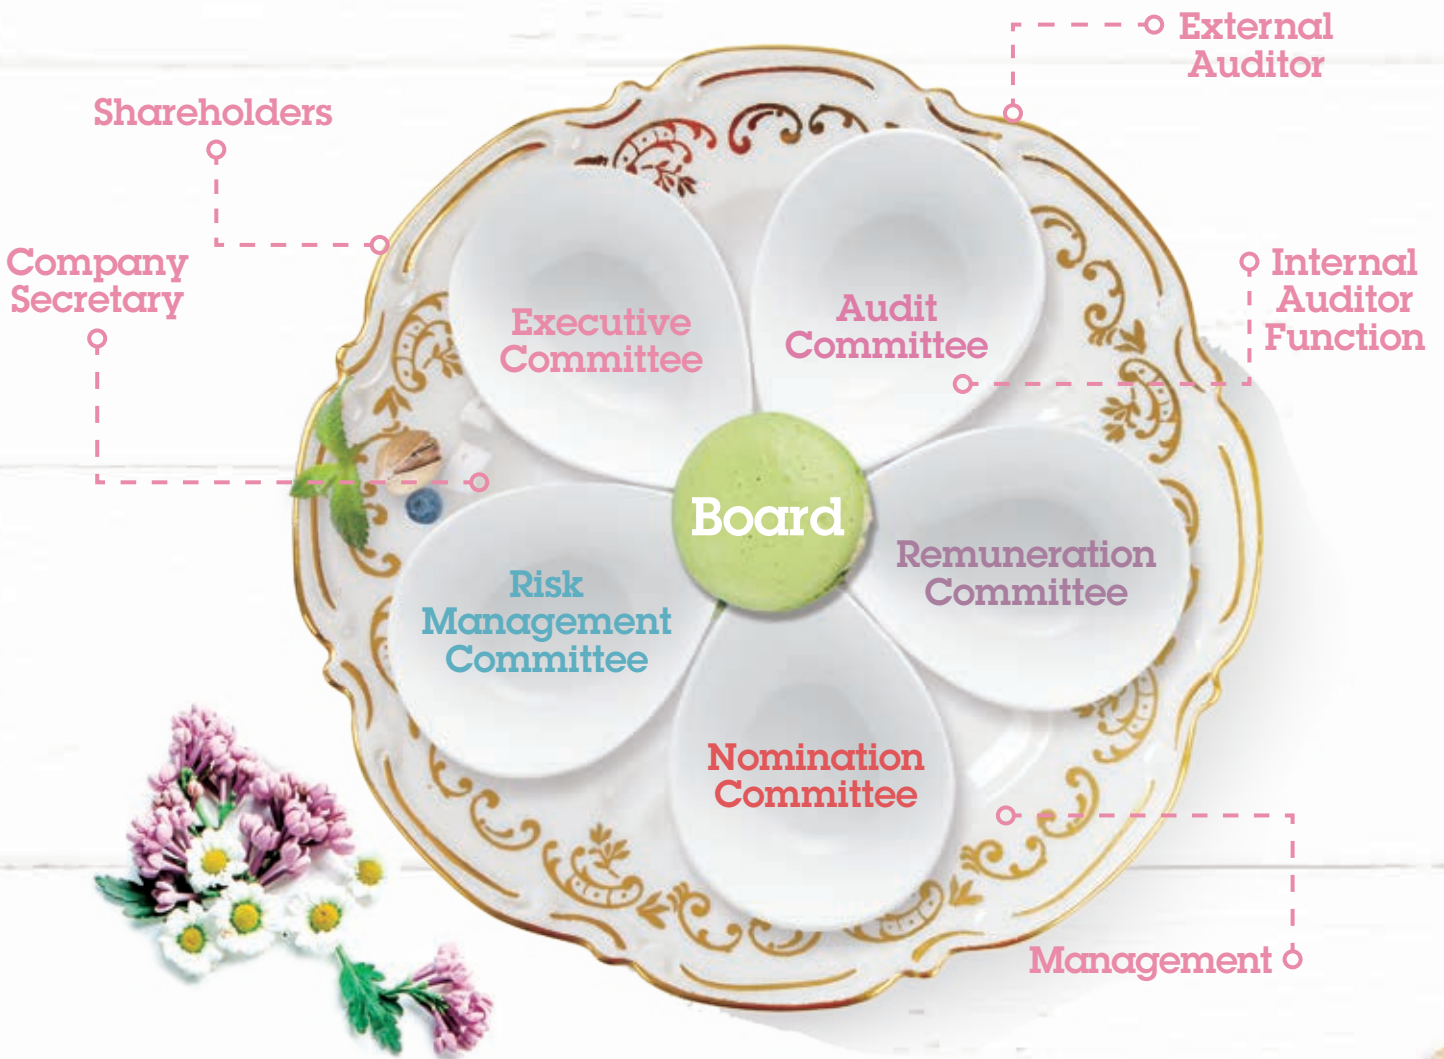 External
Auditor
Shareholders
Company
Secretary
Internal
Auditor
Function
Executive
Committee
Audit
Committee
Board
Remuneration
Committee
Risk
Management
Committee
Nomination
Committee
Management